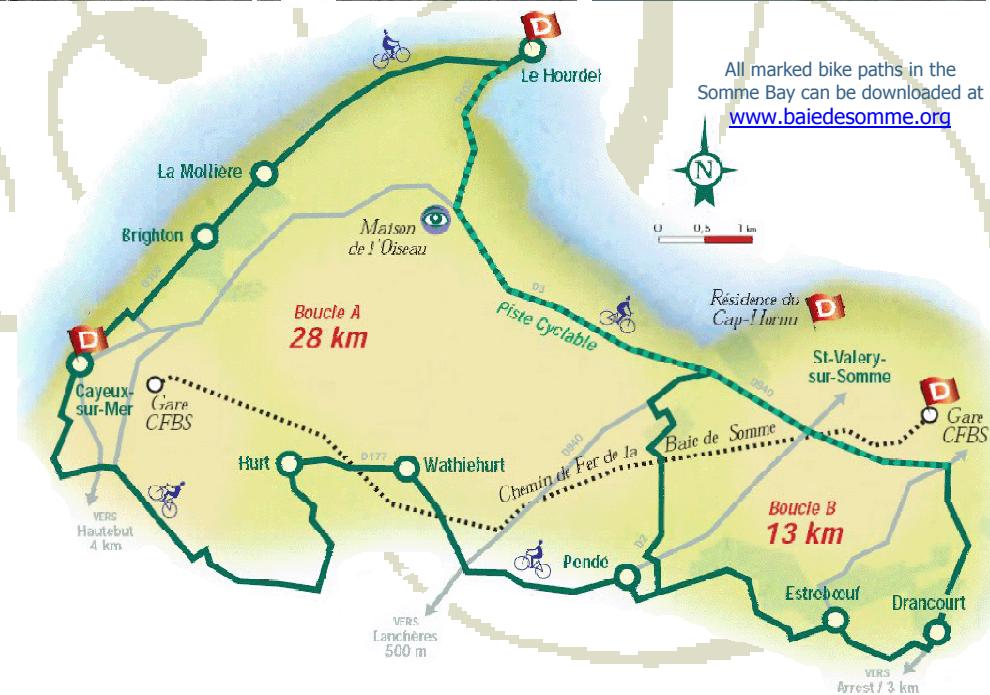 D
Le Hourdel
All marked bike paths in the
Somme Bay can be downloaded at
www.baiedesomme.org
N
0 0,5 1 km
La Mollière
Brighton
Maison
de l'Oiseau
D3
Piste Cyclable
Boucle A
28 km
Résidence du
Cap-Hornu
D
St-Valery-
sur-Somme
D940
D
Gare
CFBS
D
Cayeux-
sur-Mer
Gare
CFBS
Hurt
D177
Wathiehurt
D940
Chemin de Fer de la Baie de Somme
VERS
Hautebut
4 km
Boucle B
13 km
D2
Pendé
Estrebœuf
Drancourt
VERS
Lanchères
500 m
VERS
Arrest / 3 km